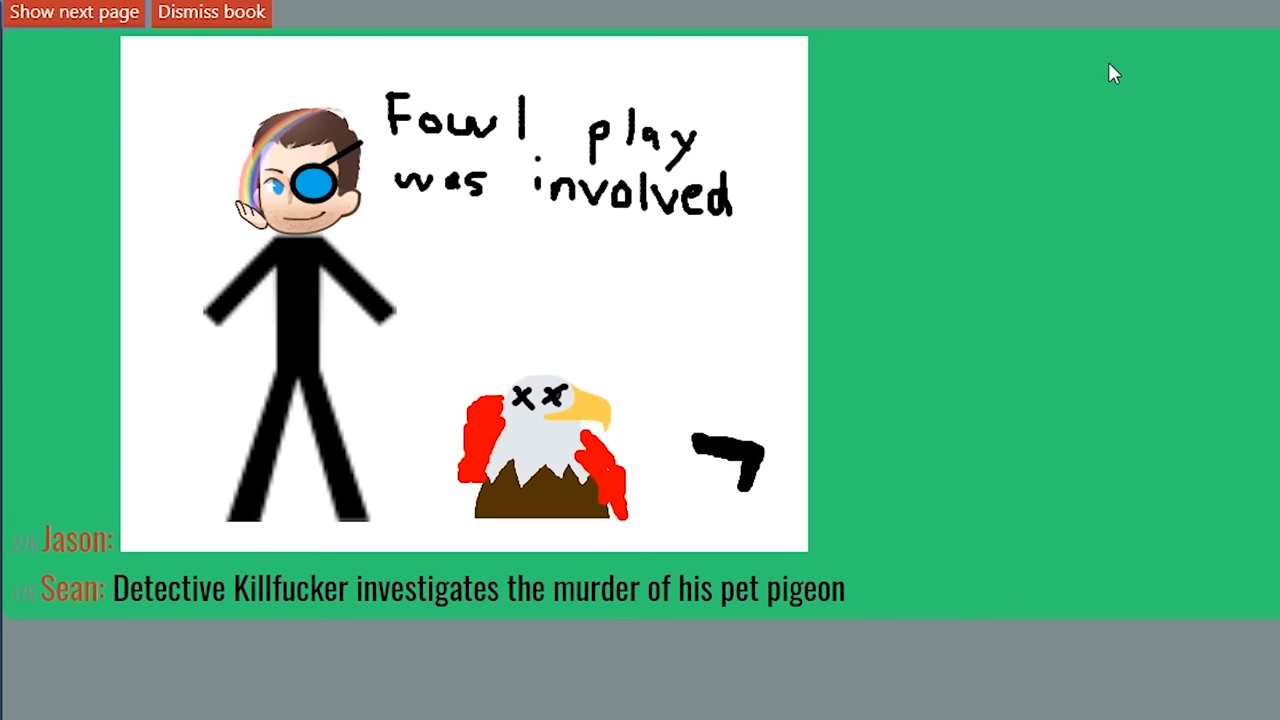 Show next page Dismiss book
Fowl play
was involved
Jason:
Sean: Detective Killfucker investigates the murder of his pet pigeon